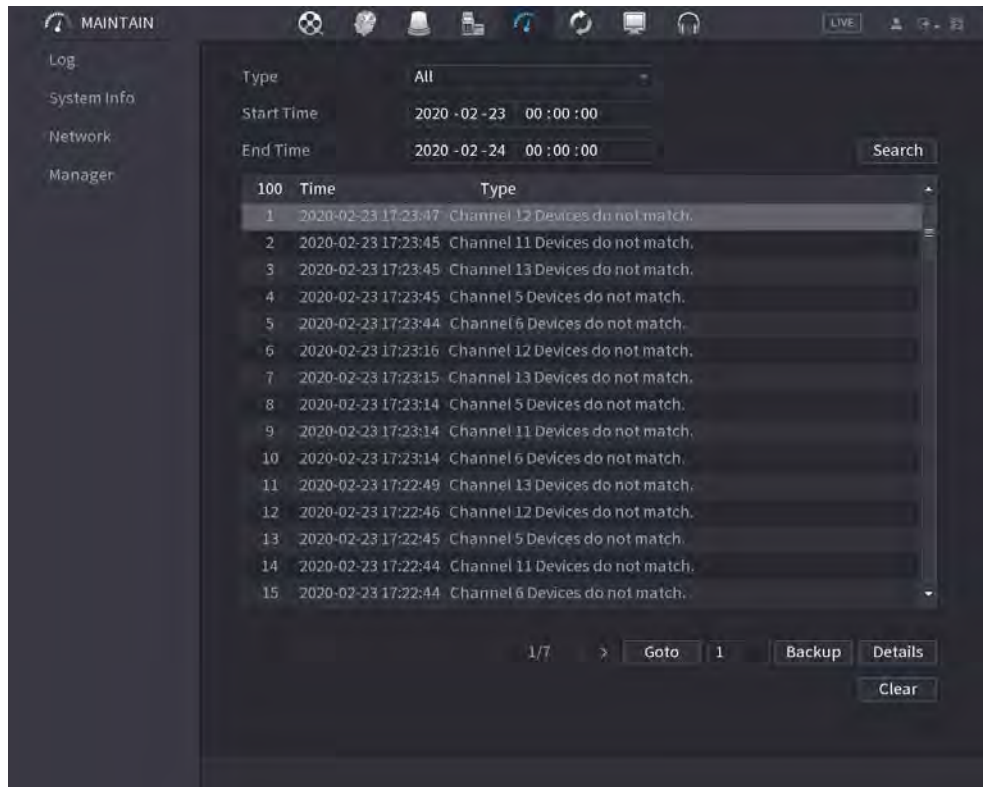 MAINTAIN
LIVE
Log
System Info
Network
Manager
Type All
Start Time 2020 -02 -23 00 :00 :00
End Time 2020 -02 -24 00 :00 :00
Search
100 Time Type
1 2020-02-23 17:23:47 Channel 12 Devices do not match.
2 2020-02-23 17:23:45 Channel 11 Devices do not match.
3 2020-02-23 17:23:45 Channel 13 Devices do not match.
4 2020-02-23 17:23:45 Channel 5 Devices do not match.
5 2020-02-23 17:23:44 Channel 6 Devices do not match.
6 2020-02-23 17:23:16 Channel 12 Devices do not match.
7 2020-02-23 17:23:15 Channel 13 Devices do not match.
8 2020-02-23 17:23:14 Channel 5 Devices do not match.
9 2020-02-23 17:23:14 Channel 11 Devices do not match.
10 2020-02-23 17:23:14 Channel 6 Devices do not match.
11 2020-02-23 17:22:49 Channel 13 Devices do not match.
12 2020-02-23 17:22:46 Channel 12 Devices do not match.
13 2020-02-23 17:22:45 Channel 5 Devices do not match.
14 2020-02-23 17:22:44 Channel 11 Devices do not match.
15 2020-02-23 17:22:44 Channel 6 Devices do not match.
1/7 > Goto 1 Backup Details
Clear